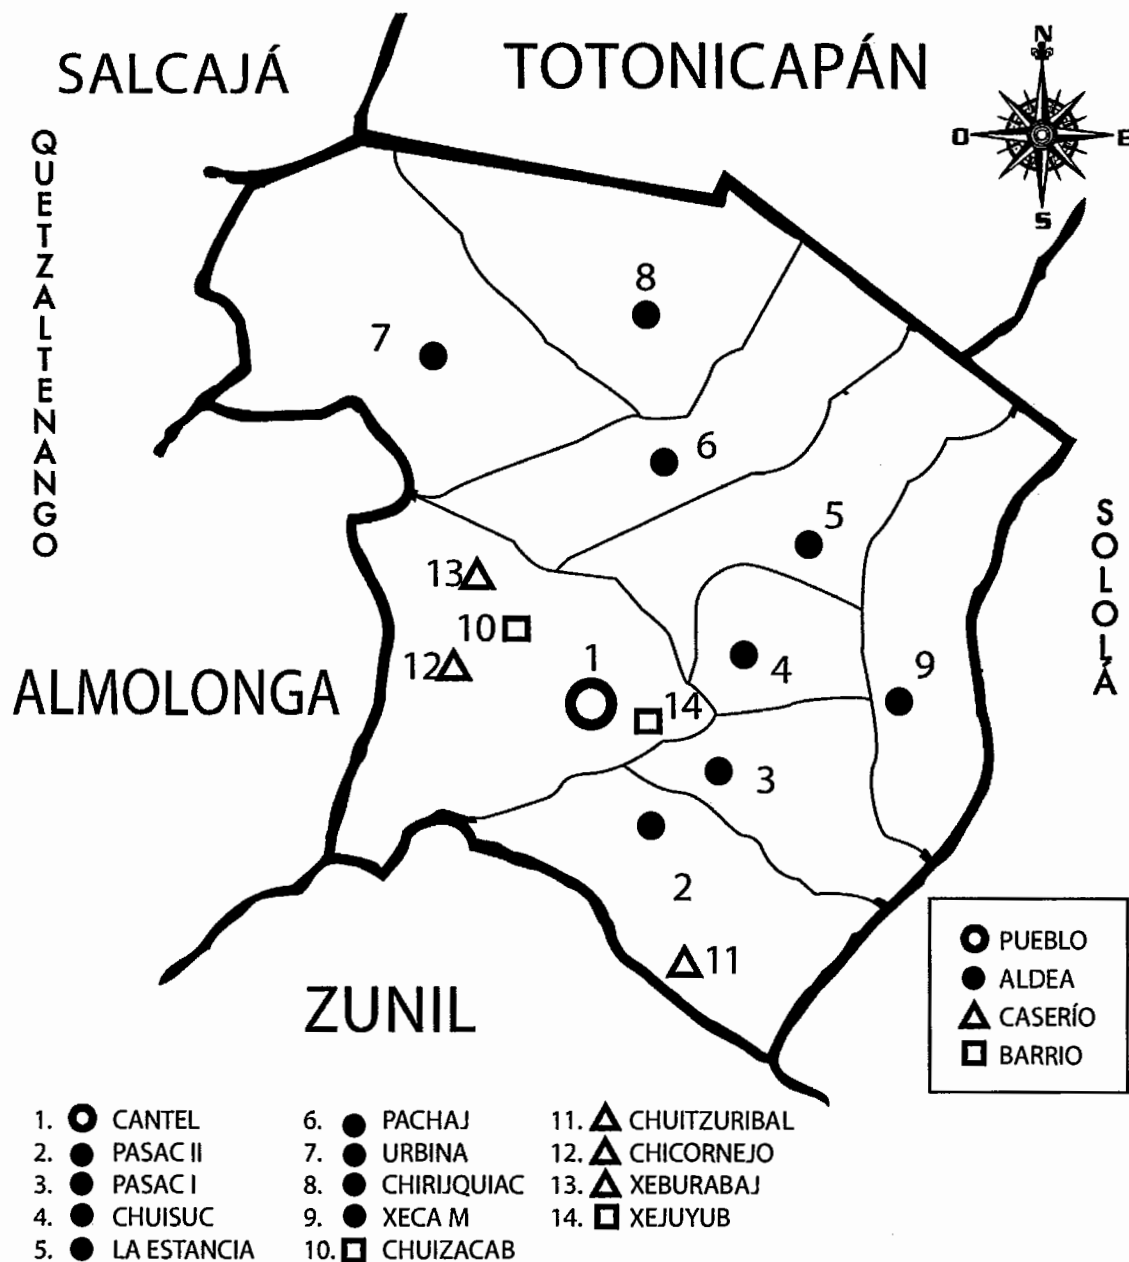 SALCAJÁ
TOTONICAPÁN
N
O
E
S
QUETZALTENANGO
8
7
6
5
SOLOLÁ
13
10
12
1
4
9
ALMOLONGA
14
3
2
11
ZUNIL
PUEBLO
ALDEA
CASERÍO
BARRIO
1. CANTEL
2. PASAC II
3. PASAC I
4. CHUISUC
5. LA ESTANCIA
6. PACHAJ
7. URBINA
8. CHIRIJQUIAC
9. XECA M
10. CHUIZACAB
11. CHUITZURIBAL
12. CHICORNEJO
13. XEBURABAJ
14. XEJUYUB